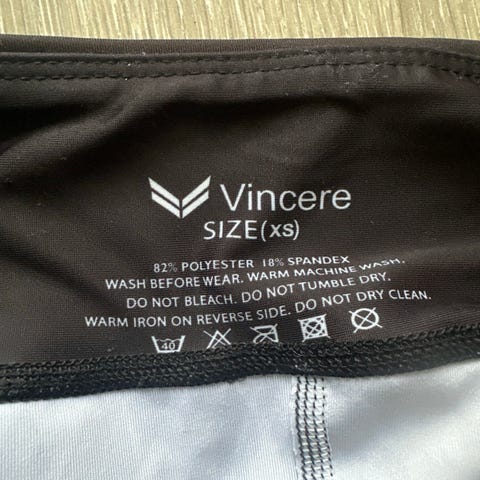 Vincere
SIZE(XS)
82% POLYESTER 18% SPANDEX
WASH BEFORE WEAR. WARM MACHINE WASH.
DO NOT BLEACH. DO NOT TUMBLE DRY.
WARM IRON ON REVERSE SIDE. DO NOT DRY CLEAN.
40